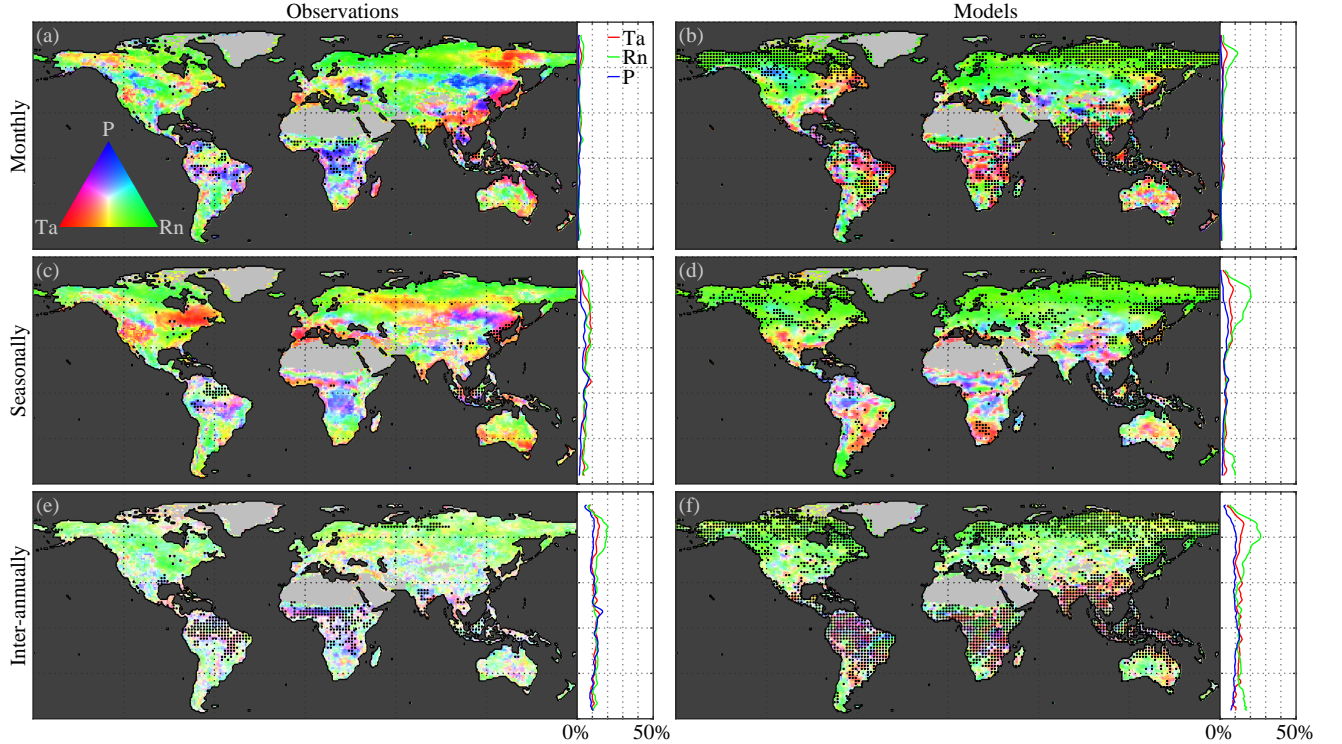 Observations
Models
Monthly
(a)
P
Ta
Rn
Ta
Rn
P
(b)
Seasonally
(c)
(d)
Inter-annually
(e)
(f)
0%
50%
0%
50%